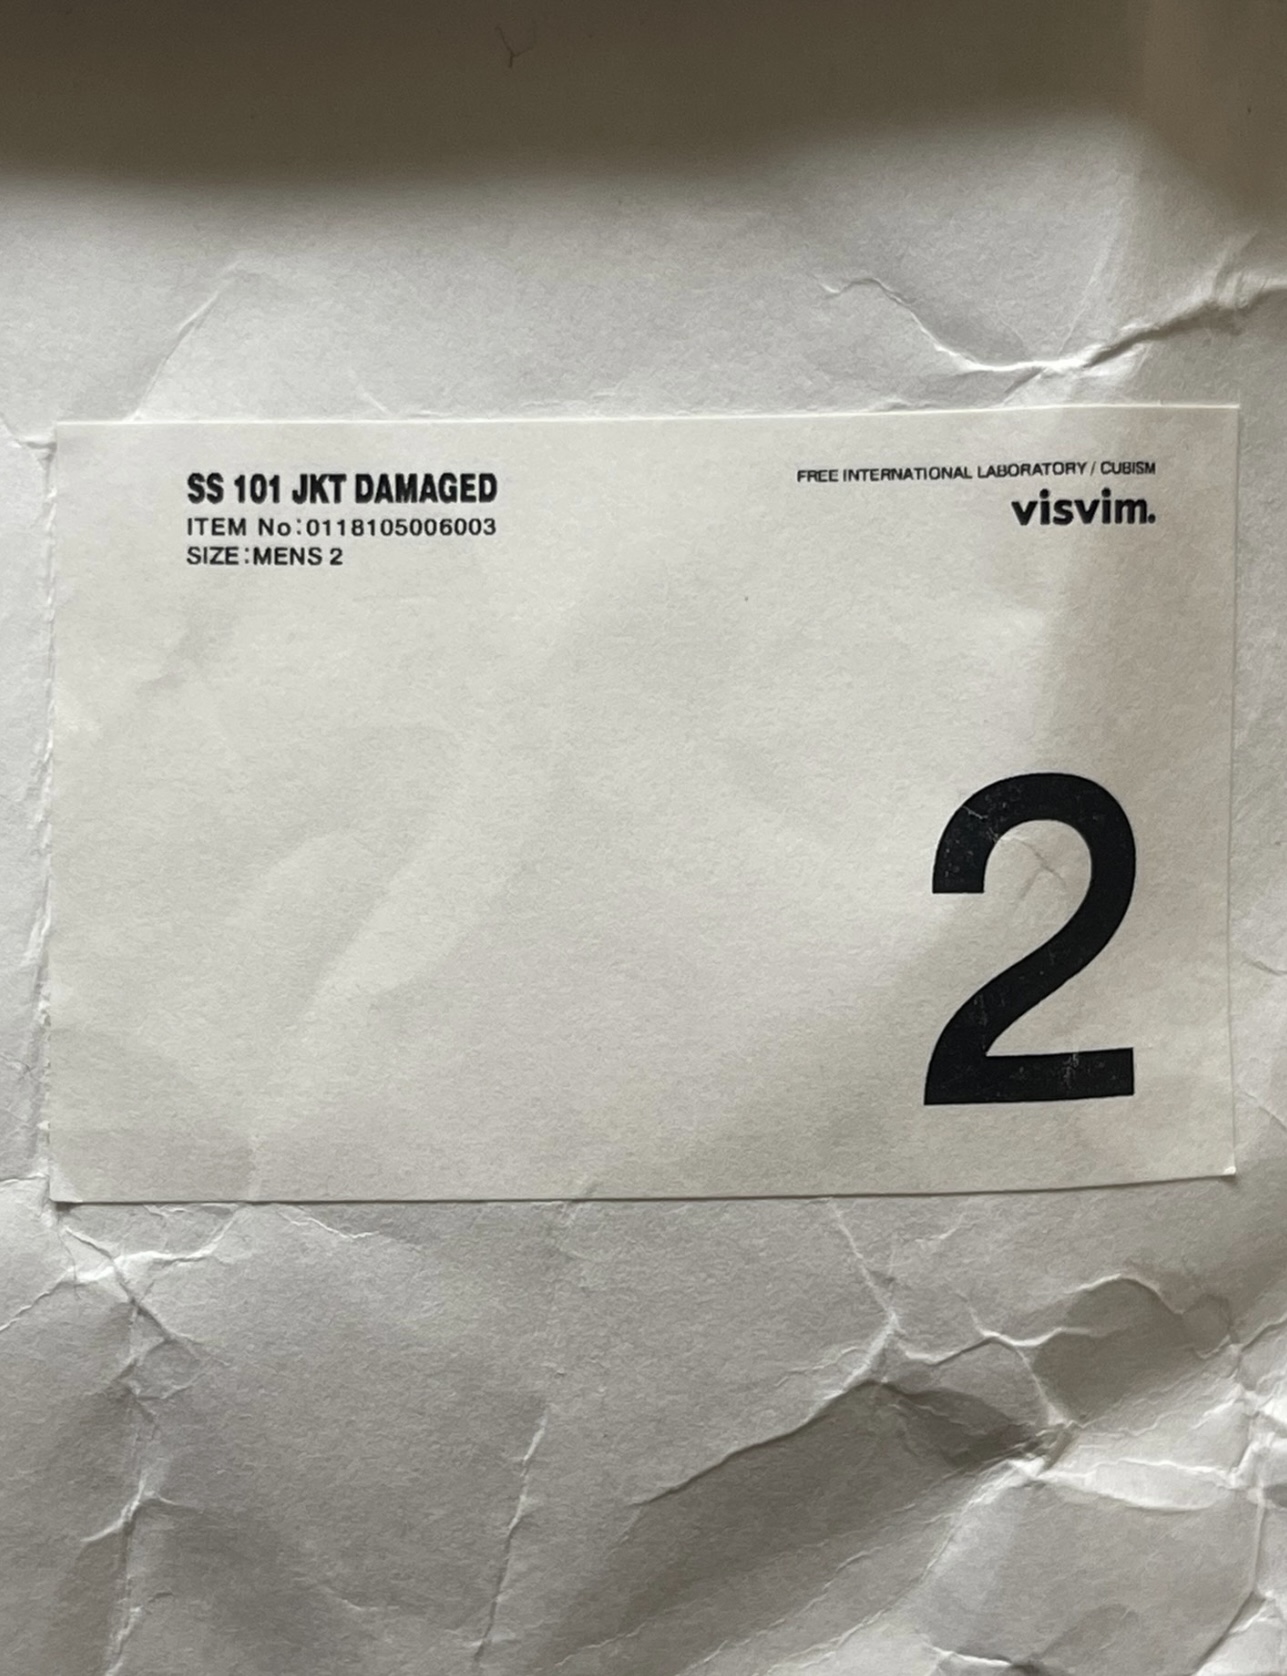 SS 101 JKT DAMAGED
ITEM No:0118105006003
SIZE:MENS 2
FREE INTERNATIONAL LABORATORY / CUBISM
visvim.
2